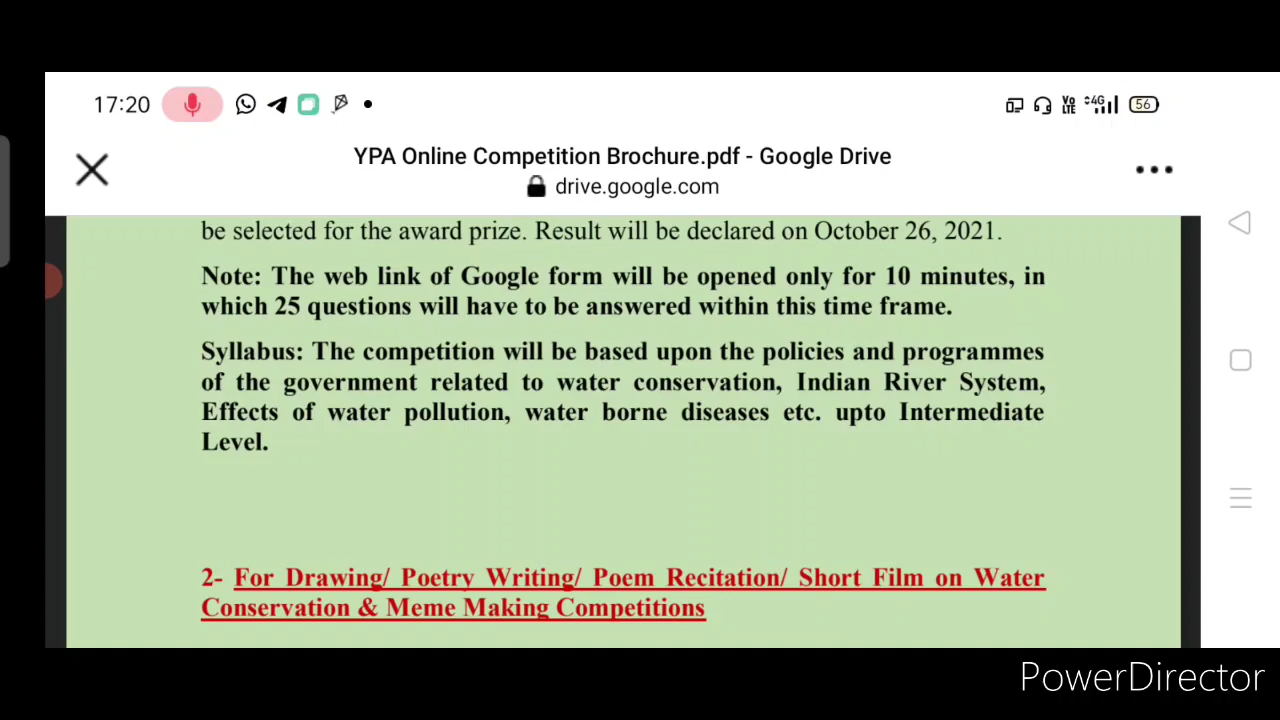 17:20
Vo LTE 4G 56
YPA Online Competition Brochure.pdf - Google Drive
drive.google.com
be selected for the award prize. Result will be declared on October 26, 2021.
Note: The web link of Google form will be opened only for 10 minutes, in
which 25 questions will have to be answered within this time frame.
Syllabus: The competition will be based upon the policies and programmes
of the government related to water conservation, Indian River System,
Effects of water pollution, water borne diseases etc. upto Intermediate
Level.
2- For Drawing/ Poetry Writing/ Poem Recitation/ Short Film on Water
Conservation & Meme Making Competitions
PowerDirector